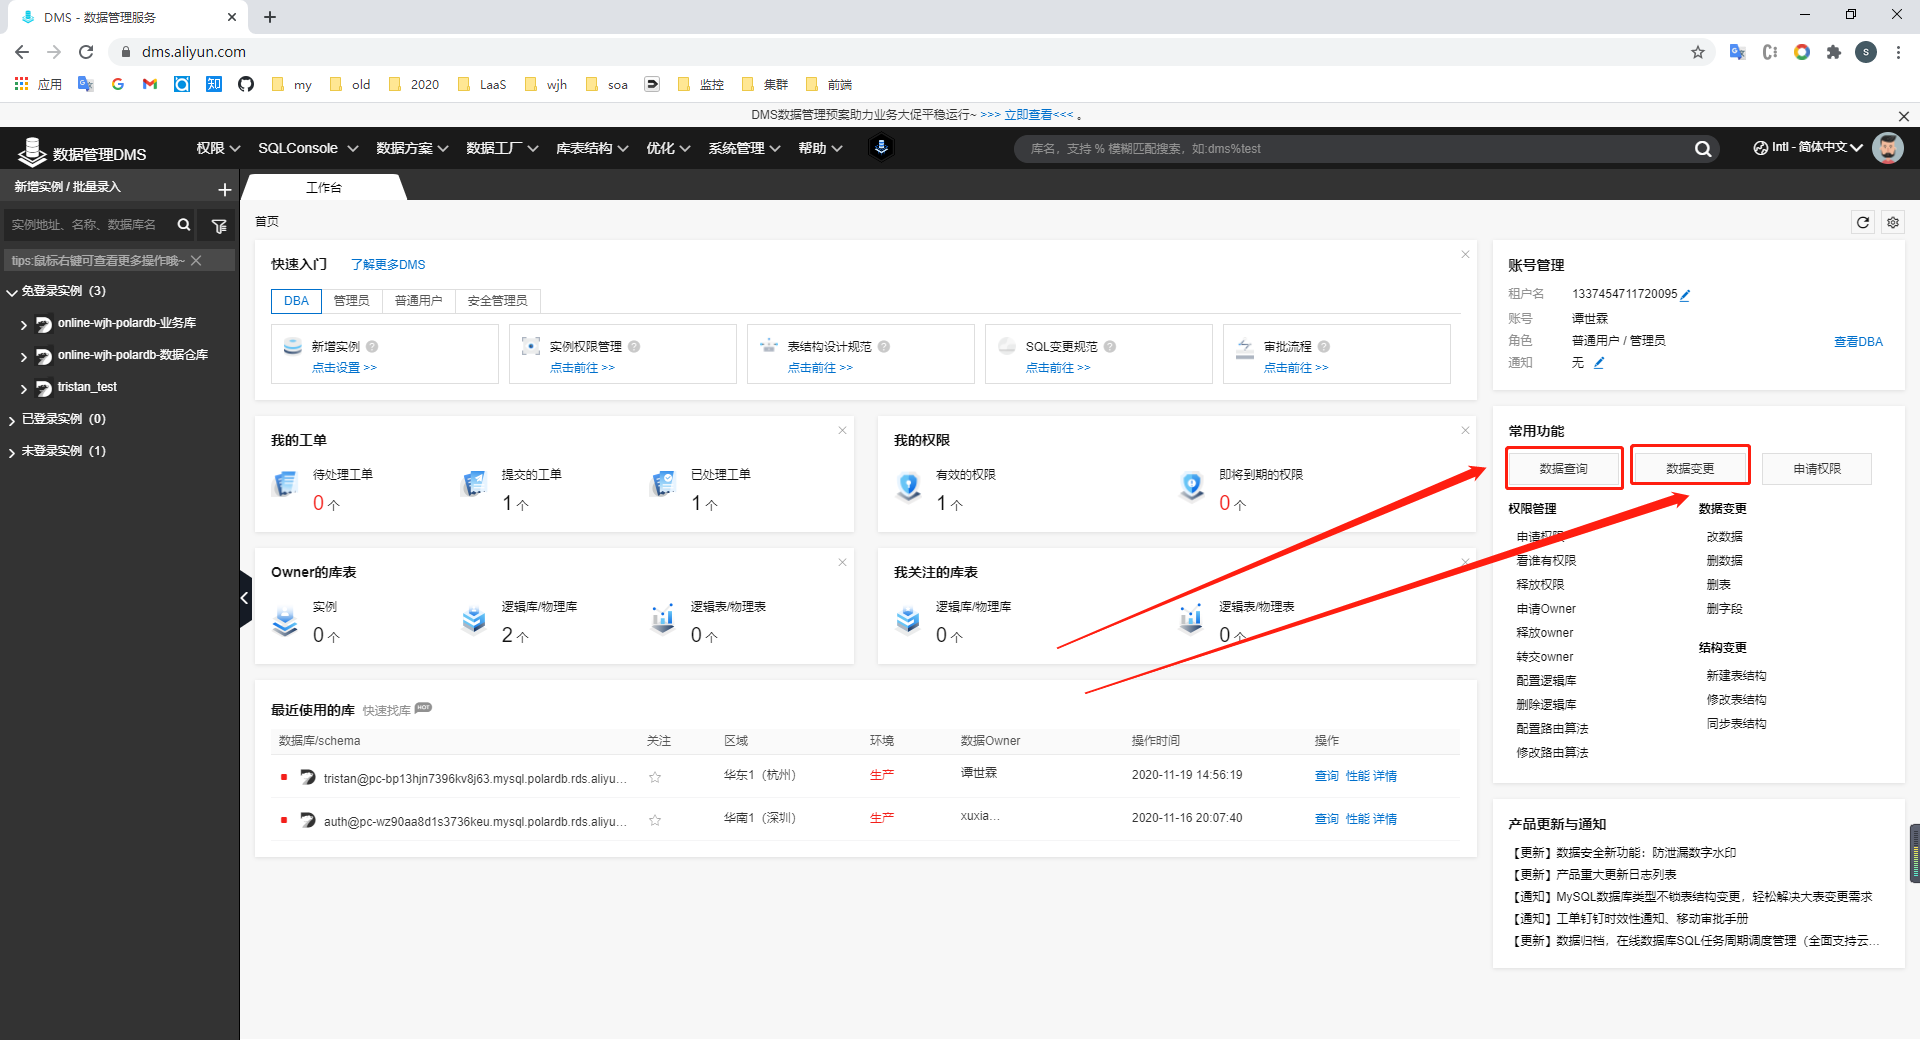 DMS - 数据管理服务
dms.aliyun.com
S
应用
知
my
old
2020
LaaS
wjh
soa
监控
集群
前端
DMS数据管理预案助力业务大促平稳运行~ >>> 立即查看<<< 。
数据管理DMS
权限
SQLConsole
数据方案
数据工厂
库表结构
优化
系统管理
帮助
库名，支持 % 模糊匹配搜索，如:dms%test
Intl - 简体中文
新增实例 / 批量录入
工作台
实例地址、名称、数据库名
tips:鼠标右键可查看更多操作哦~
免登录实例（3）
online-wjh-polardb-业务库
online-wjh-polardb-数据仓库
tristan_test
已登录实例（0）
未登录实例（1）
首页
快速入门
了解更多DMS
DBA
管理员
普通用户
安全管理员
新增实例
点击设置 >>
实例权限管理
点击前往 >>
表结构设计规范
点击前往 >>
SQL变更规范
点击前往 >>
审批流程
点击前往 >>
我的工单
待处理工单
0 个
提交的工单
1 个
已处理工单
1 个
我的权限
有效的权限
1 个
即将到期的权限
0 个
Owner的库表
实例
0 个
逻辑库/物理库
2 个
逻辑表/物理表
0 个
我关注的库表
逻辑库/物理库
0 个
逻辑表/物理表
0 个
最近使用的库
快速找库
HOT
数据库/schema
关注
区域
环境
数据Owner
操作时间
操作
tristan@pc-bp13hjn7396kv8j63.mysql.polardb.rds.aliyu...
华东1（杭州）
生产
谭世霖
2020-11-19 14:56:19
查询 性能 详情
auth@pc-wz90aa8d1s3736keu.mysql.polardb.rds.aliyu...
华南1（深圳）
生产
xuxia...
2020-11-16 20:07:40
查询 性能 详情
账号管理
租户名
1337454711720095
账号
谭世霖
角色
普通用户 / 管理员
查看DBA
通知
无
常用功能
数据查询
数据变更
申请权限
权限管理
申请权限
看谁有权限
释放权限
申请Owner
释放owner
转交owner
配置逻辑库
删除逻辑库
配置路由算法
修改路由算法
数据变更
改数据
删数据
删表
删字段
结构变更
新建表结构
修改表结构
同步表结构
产品更新与通知
【更新】数据安全新功能：防泄漏数字水印
【更新】产品重大更新日志列表
【通知】MySQL数据库类型不锁表结构变更，轻松解决大表变更需求
【通知】工单钉钉时效性通知、移动审批手册
【更新】数据归档，在线数据库SQL任务周期调度管理（全面支持云...